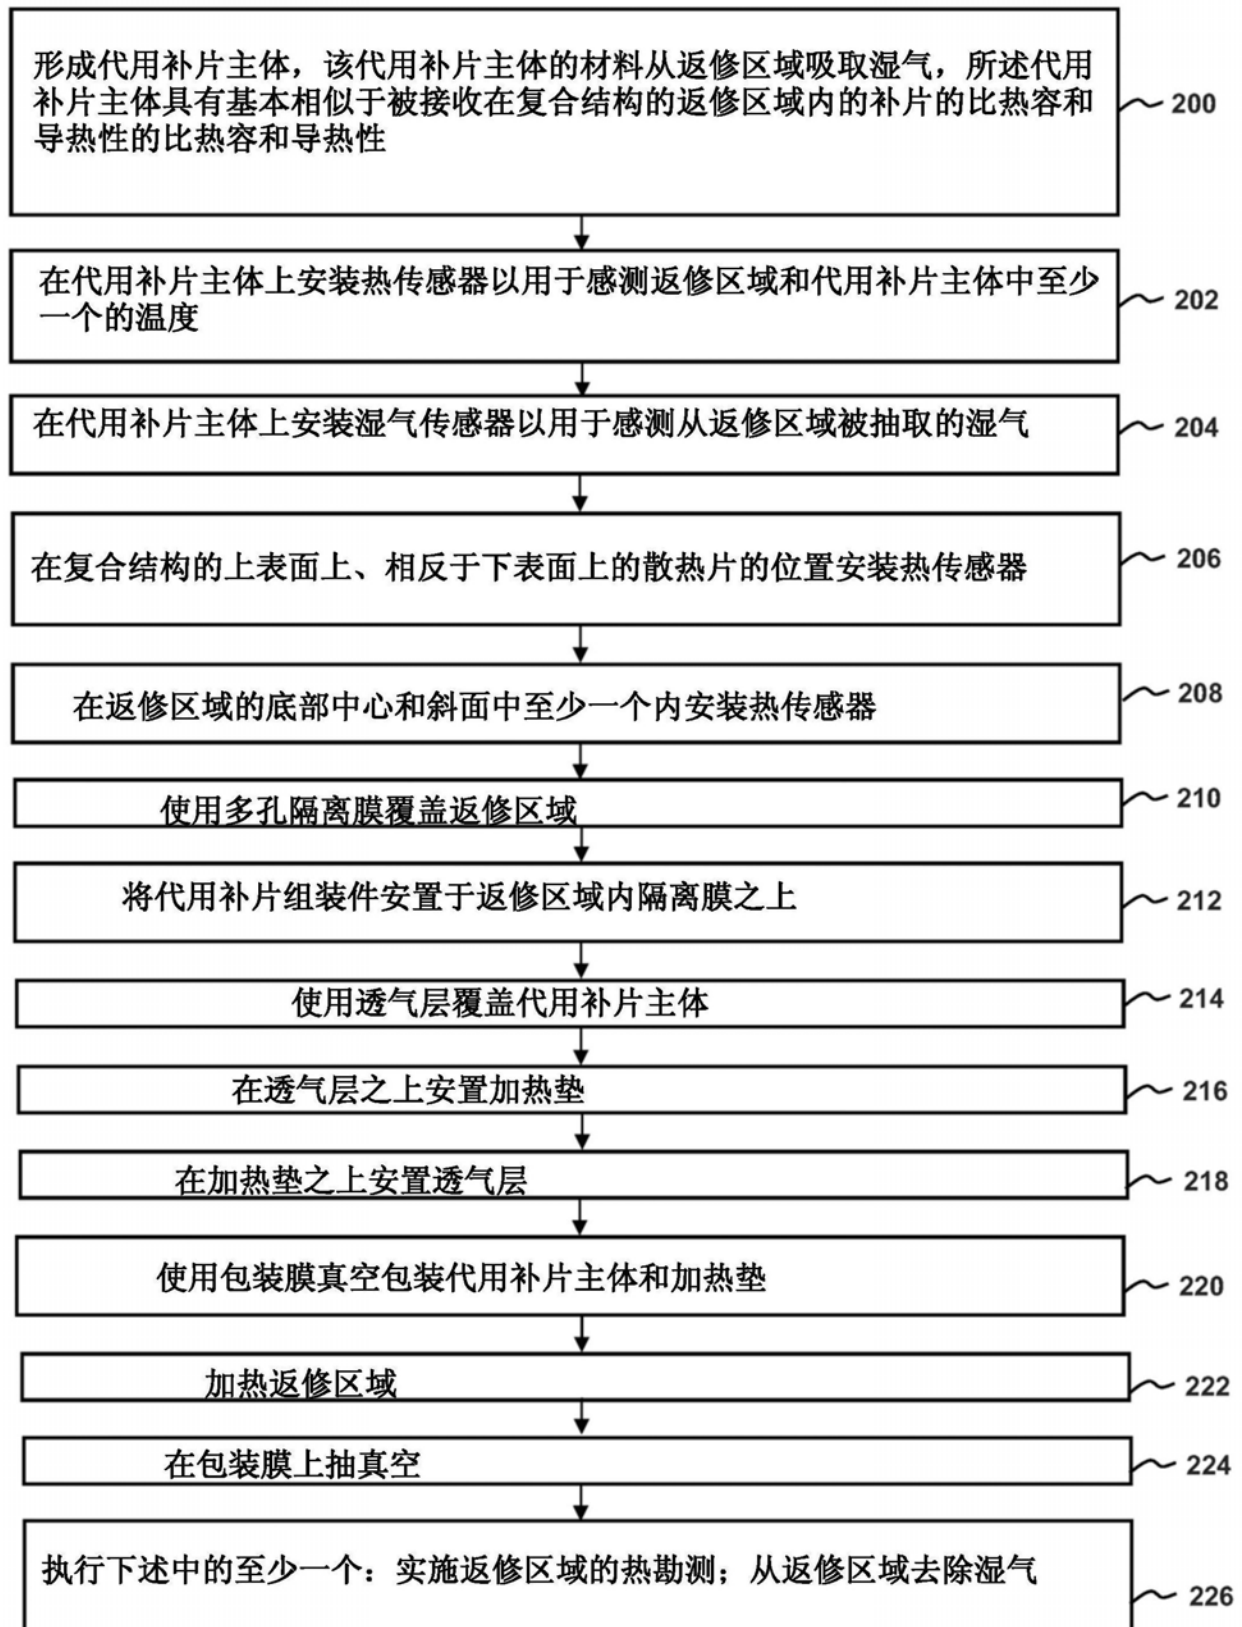 形成代用补片主体，该代用补片主体的材料从返修区域吸取湿气，所述代用
补片主体具有基本相似于被接收在复合结构的返修区域内的补片的比热容和
导热性的比热容和导热性
200
在代用补片主体上安装热传感器以用于感测返修区域和代用补片主体中至少
一个的温度
202
在代用补片主体上安装湿气传感器以用于感测从返修区域被抽取的湿气
204
在复合结构的上表面上、相反于下表面上的散热片的位置安装热传感器
206
在返修区域的底部中心和斜面中至少一个内安装热传感器
208
使用多孔隔离膜覆盖返修区域
210
将代用补片组装件安置于返修区域内隔离膜之上
212
使用透气层覆盖代用补片主体
214
在透气层之上安置加热垫
216
在加热垫之上安置透气层
218
使用包装膜真空包装代用补片主体和加热垫
220
加热返修区域
222
在包装膜上抽真空
224
执行下述中的至少一个：实施返修区域的热勘测；从返修区域去除湿气
226